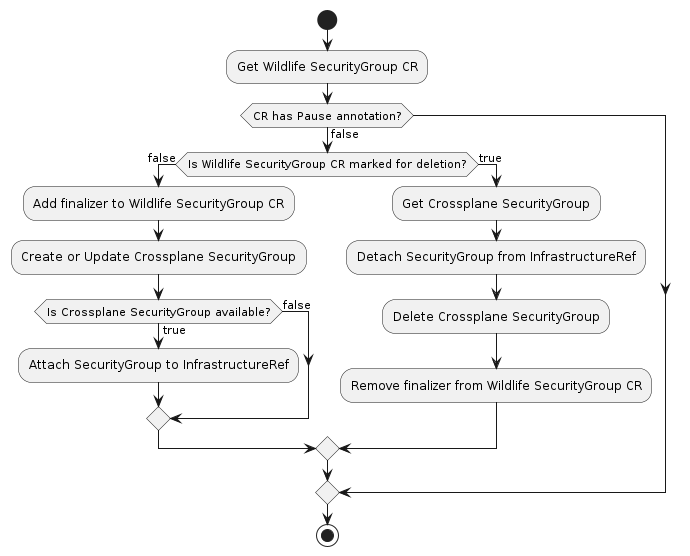 Get Wildlife SecurityGroup CR
CR has Pause annotation?
false
Is Wildlife SecurityGroup CR marked for deletion?
false
true
Add finalizer to Wildlife SecurityGroup CR
Create or Update Crossplane SecurityGroup
Is Crossplane SecurityGroup available?
false
true
Attach SecurityGroup to InfrastructureRef
Get Crossplane SecurityGroup
Detach SecurityGroup from InfrastructureRef
Delete Crossplane SecurityGroup
Remove finalizer from Wildlife SecurityGroup CR